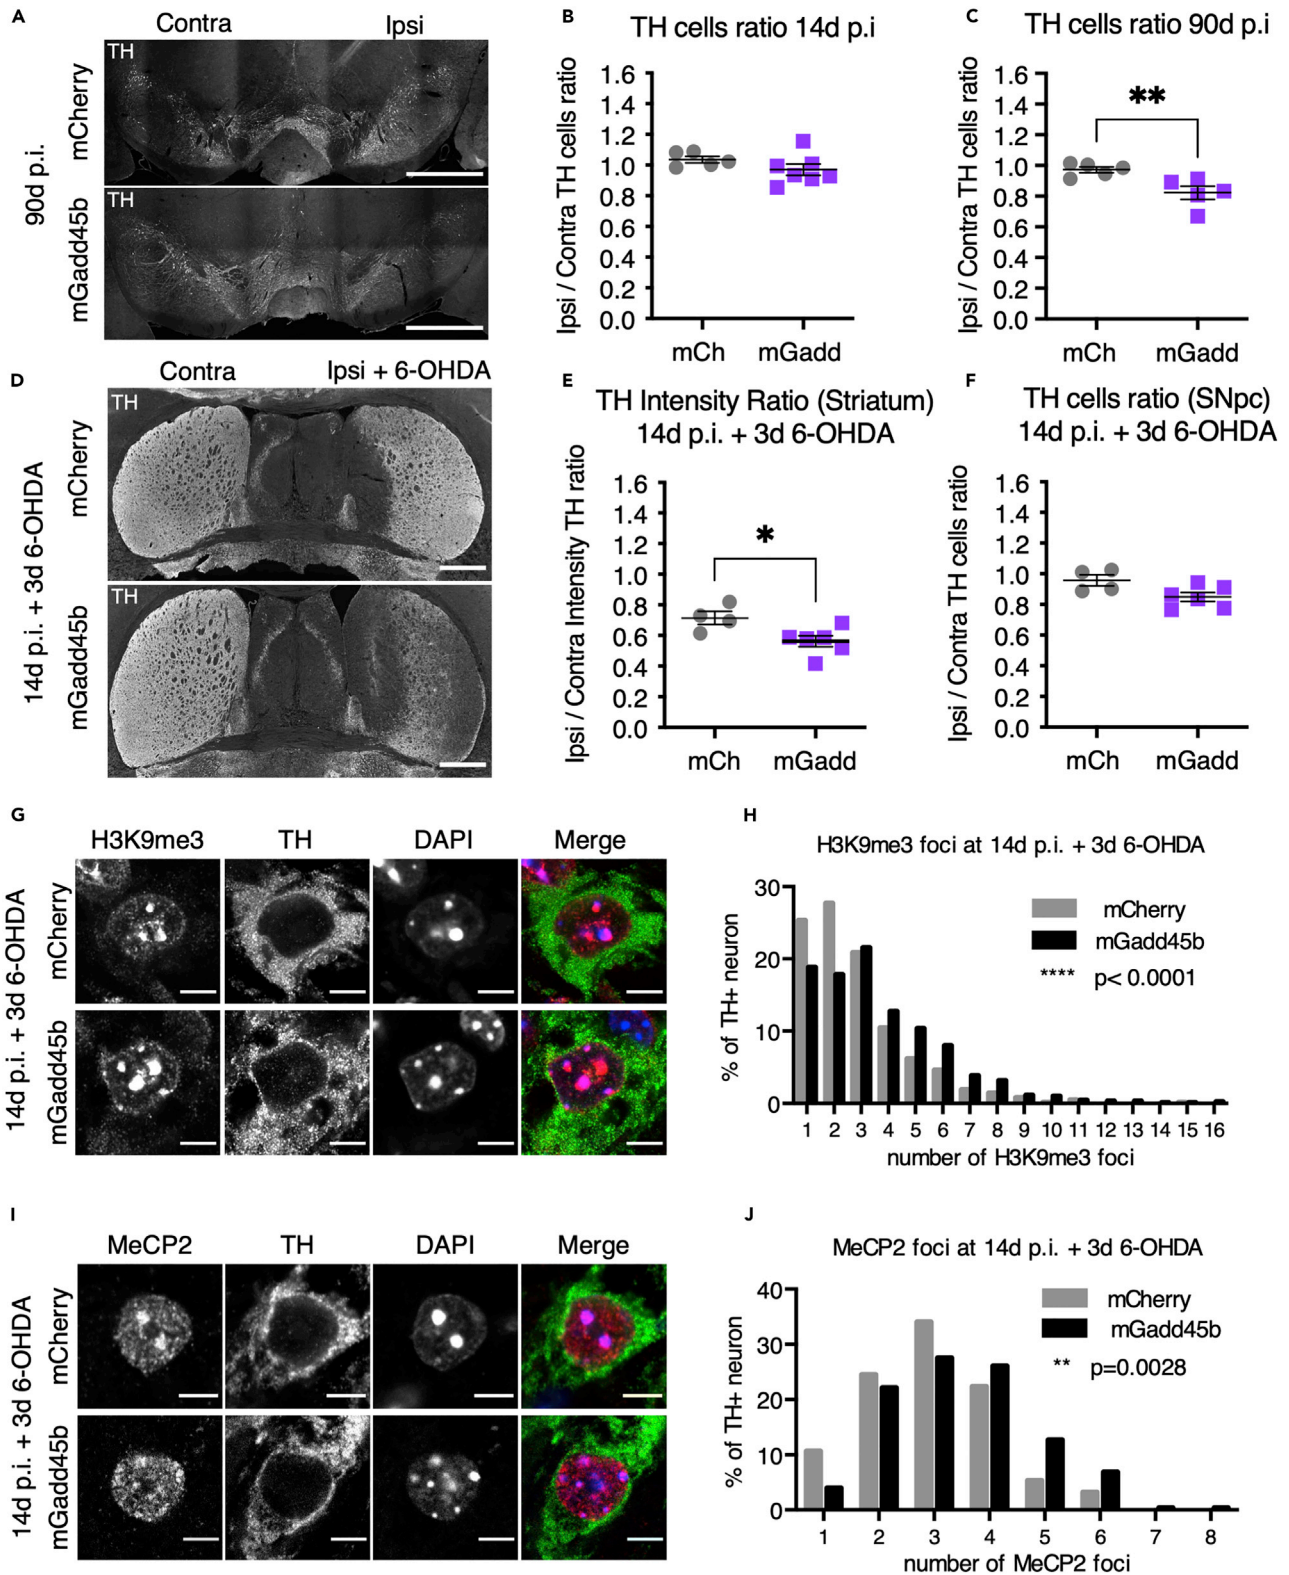 A
Contra Ipsi
TH
mCherry
TH
mGadd45b
90d p.i.
B
TH cells ratio 14d p.i
Ipsi / Contra TH cells ratio
1.6
1.4
1.2
1.0
0.8
0.6
0.4
0.2
0.0
mCh mGadd
C
TH cells ratio 90d p.i
**
Ipsi / Contra TH cells ratio
1.6
1.4
1.2
1.0
0.8
0.6
0.4
0.2
0.0
mCh mGadd
D
Contra Ipsi + 6-OHDA
TH
mCherry
TH
mGadd45b
14d p.i. + 3d 6-OHDA
E
TH Intensity Ratio (Striatum)
14d p.i. + 3d 6-OHDA
*
Ipsi / Contra Intensity TH ratio
1.6
1.4
1.2
1.0
0.8
0.6
0.4
0.2
0.0
mCh mGadd
F
TH cells ratio (SNpc)
14d p.i. + 3d 6-OHDA
Ipsi / Contra TH cells ratio
1.6
1.4
1.2
1.0
0.8
0.6
0.4
0.2
0.0
mCh mGadd
G
H3K9me3 TH DAPI Merge
mCherry
mGadd45b
14d p.i. + 3d 6-OHDA
H
H3K9me3 foci at 14d p.i. + 3d 6-OHDA
mCherry
mGadd45b
**** p< 0.0001
% of TH+ neuron
30
20
10
0
1 2 3 4 5 6 7 8 9 10 11 12 13 14 15 16
number of H3K9me3 foci
I
MeCP2 TH DAPI Merge
mCherry
mGadd45b
14d p.i. + 3d 6-OHDA
J
MeCP2 foci at 14d p.i. + 3d 6-OHDA
mCherry
mGadd45b
** p=0.0028
% of TH+ neuron
40
30
20
10
0
1 2 3 4 5 6 7 8
number of MeCP2 foci